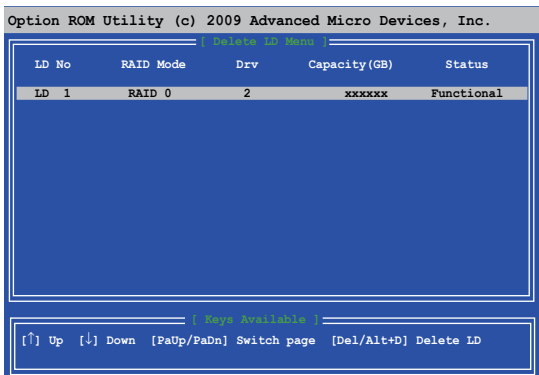 Option ROM Utility (c) 2009 Advanced Micro Devices, Inc.
[ Delete LD Menu ]
LD No RAID Mode Drv Capacity(GB) Status
LD 1 RAID 0 2 xxxxxx Functional
[ Keys Available ]
[↑] Up [↓] Down [PaUp/PaDn] Switch page [Del/Alt+D] Delete LD